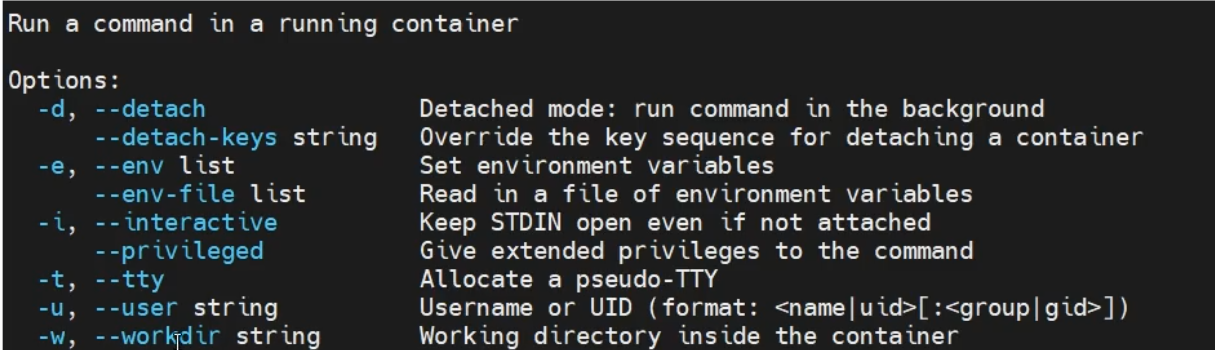 Run a command in a running container
Options:
-d, --detach Detached mode: run command in the background
--detach-keys string Override the key sequence for detaching a container
-e, --env list Set environment variables
--env-file list Read in a file of environment variables
-i, --interactive Keep STDIN open even if not attached
--privileged Give extended privileges to the command
-t, --tty Allocate a pseudo-TTY
-u, --user string Username or UID (format: <name|uid>[:<group|gid>])
-w, --workdir string Working directory inside the container